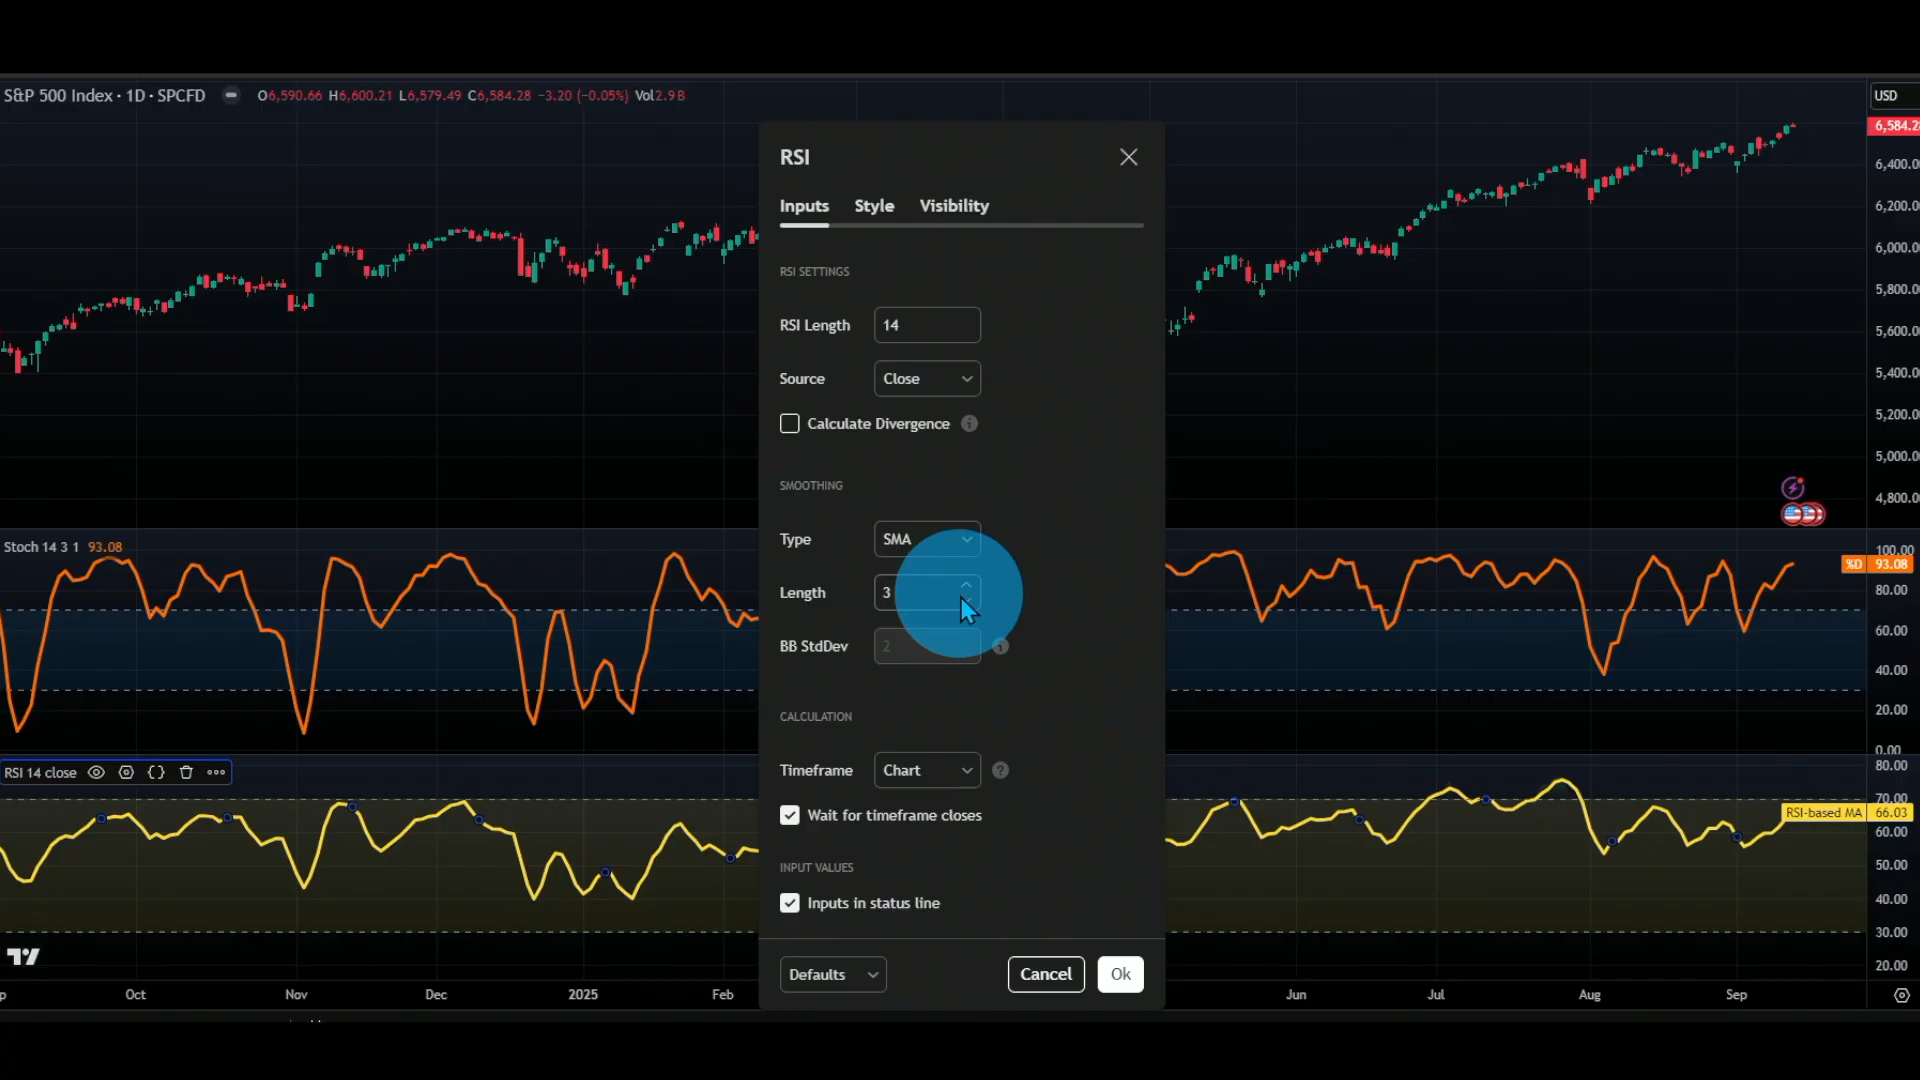 S&P 500 Index · 1D · SPCFD O6,590.66 H6,600.21 L6,579.49 C6,584.28 −3.20 (−0.05%) Vol2.9 B
USD
6,584.2
6,400.0
6,200.0
6,000.0
5,800.0
5,600.0
5,400.0
5,200.0
5,000.0
4,800.0
RSI
Inputs Style Visibility
RSI SETTINGS
RSI Length 14
Source Close
Calculate Divergence
SMOOTHING
Type SMA
Length 3
BB StdDev 2
CALCULATION
Timeframe Chart
Wait for timeframe closes
INPUT VALUES
Inputs in status line
Defaults Cancel Ok
Stoch 14 3 1 93.08
100.00
%D 93.08
80.00
60.00
40.00
20.00
0.00
RSI 14 close
80.00
70.00
RSI-based MA 66.03
60.00
50.00
40.00
30.00
20.00
Oct Nov Dec 2025 Feb Jun Jul Aug Sep